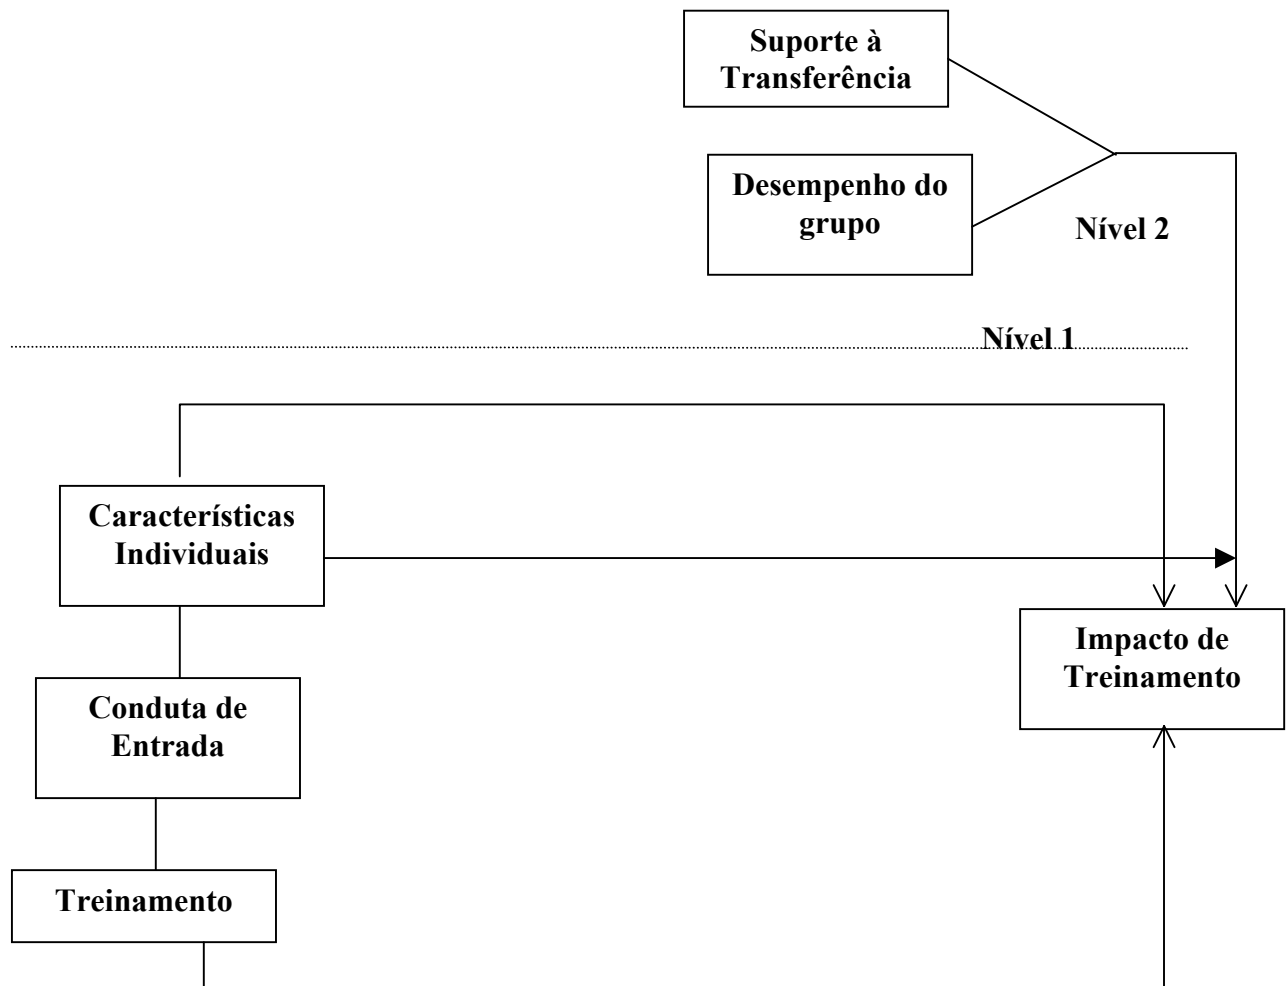 Suporte à
Transferência
Desempenho do
grupo
Nível 2
Nível 1
Características
Individuais
Impacto de
Treinamento
Conduta de
Entrada
Treinamento